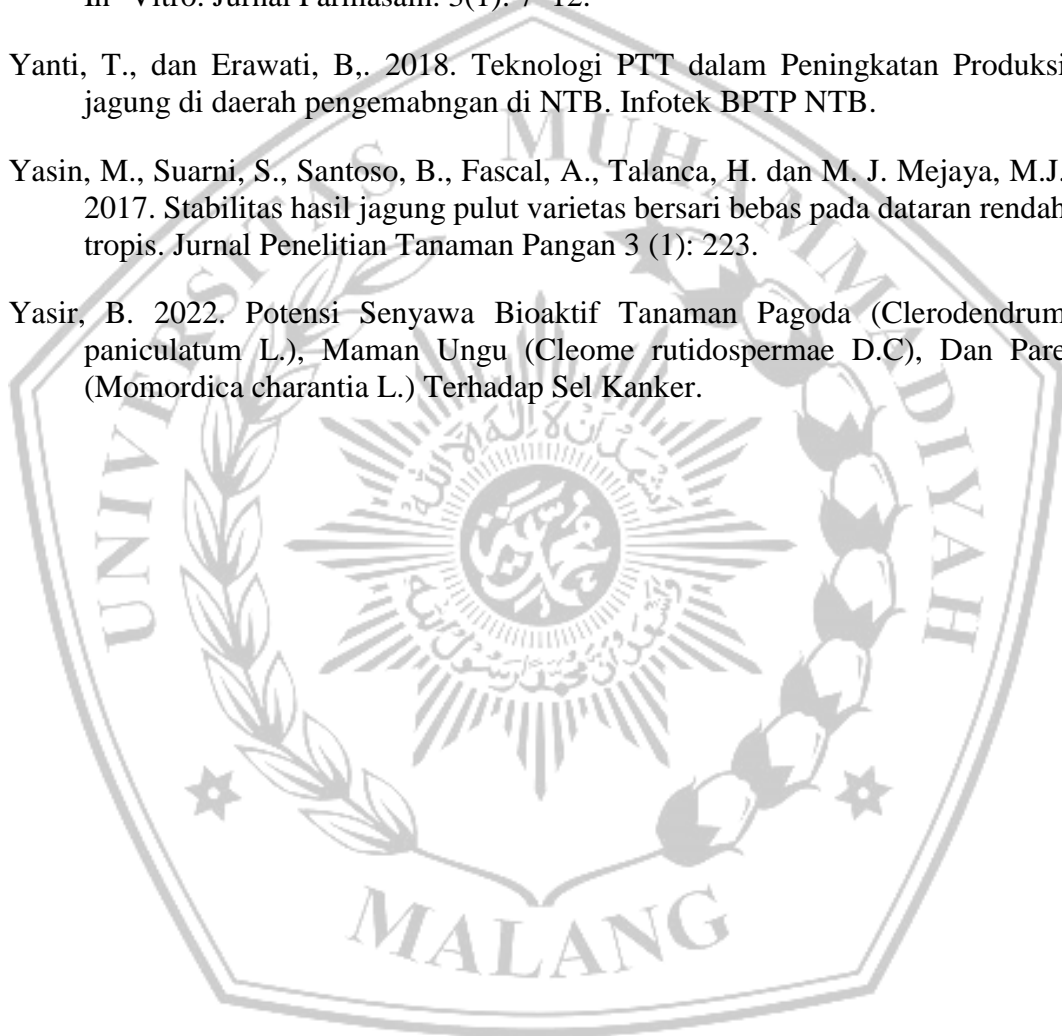 In Vitro. Jurnal Farmasain. 3(1): 7–12.
Yanti, T., dan Erawati, B,. 2018. Teknologi PTT dalam Peningkatan Produksi
jagung di daerah pengemabngan di NTB. Infotek BPTP NTB.
Yasin, M., Suarni, S., Santoso, B., Fascal, A., Talanca, H. dan M. J. Mejaya, M.J.
2017. Stabilitas hasil jagung pulut varietas bersari bebas pada dataran rendah
tropis. Jurnal Penelitian Tanaman Pangan 3 (1): 223.
Yasir, B. 2022. Potensi Senyawa Bioaktif Tanaman Pagoda (Clerodendrum
paniculatum L.), Maman Ungu (Cleome rutidospermae D.C), Dan Pare
(Momordica charantia L.) Terhadap Sel Kanker.
UNIVERSITAS MUHAMMADIYAH
MALANG